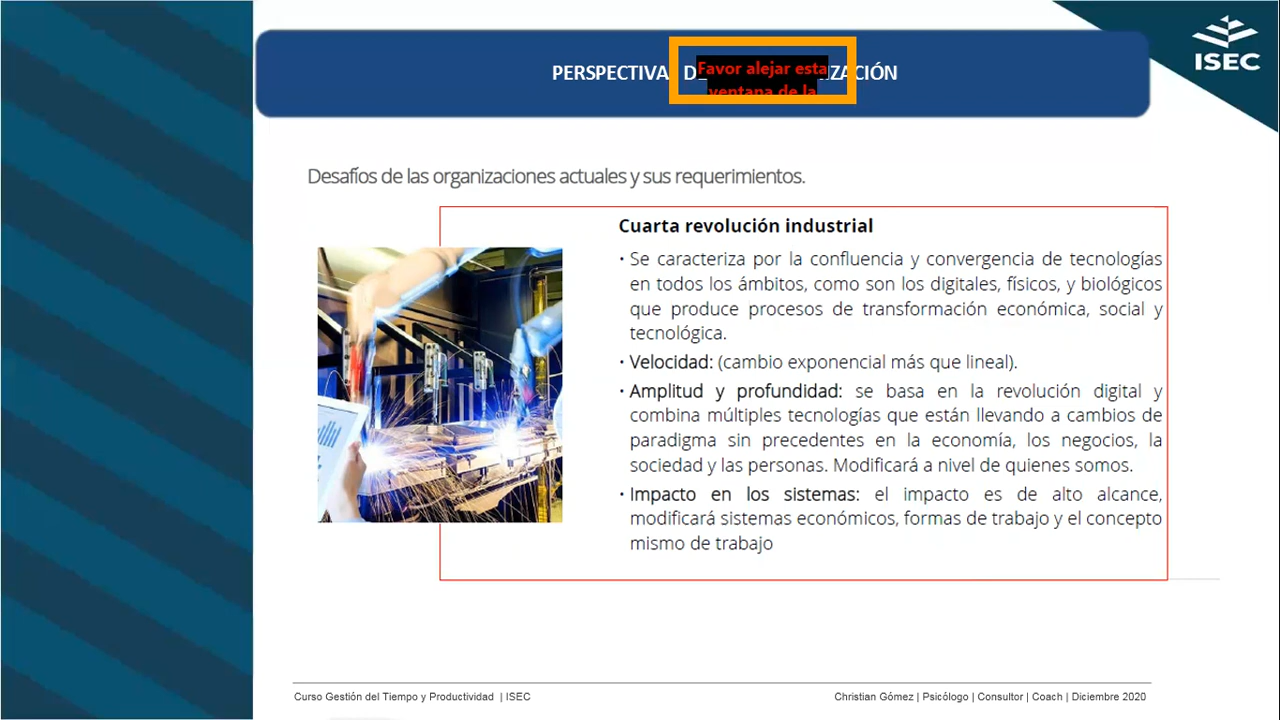 ISEC
PERSPECTIVA D IZACIÓN
Favor alejar esta
ventana de la
Desafíos de las organizaciones actuales y sus requerimientos.
Cuarta revolución industrial
• Se caracteriza por la confluencia y convergencia de tecnologías
en todos los ámbitos, como son los digitales, físicos, y biológicos
que produce procesos de transformación económica, social y
tecnológica.
• Velocidad: (cambio exponencial más que lineal).
• Amplitud y profundidad: se basa en la revolución digital y
combina múltiples tecnologías que están llevando a cambios de
paradigma sin precedentes en la economía, los negocios, la
sociedad y las personas. Modificará a nivel de quienes somos.
• Impacto en los sistemas: el impacto es de alto alcance,
modificará sistemas económicos, formas de trabajo y el concepto
mismo de trabajo
Curso Gestión del Tiempo y Productividad | ISEC
Christian Gómez | Psicólogo | Consultor | Coach | Diciembre 2020